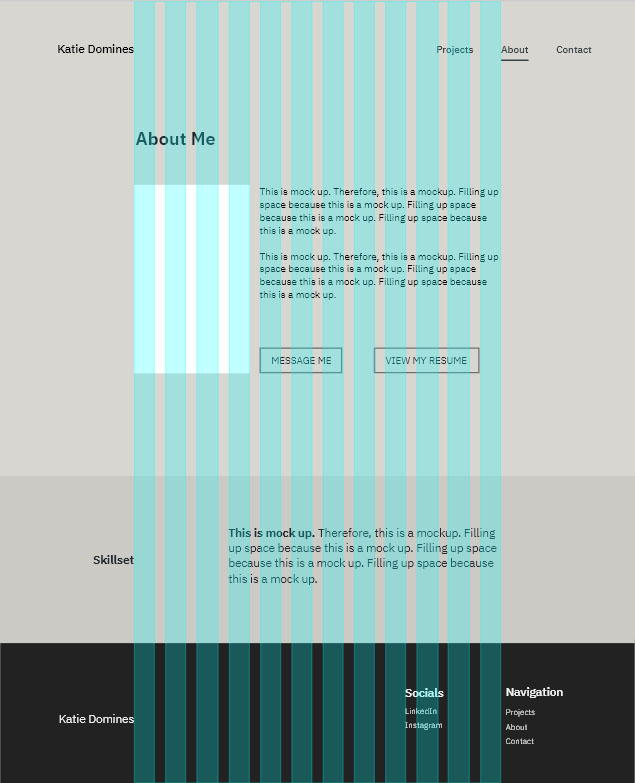 Katie Domines
Projects
About
Contact
About Me
This is mock up. Therefore, this is a mockup. Filling up
space because this is a mock up. Filling up space
because this is a mock up. Filling up space because
this is a mock up.
This is mock up. Therefore, this is a mockup. Filling up
space because this is a mock up. Filling up space
because this is a mock up. Filling up space because
this is a mock up.
MESSAGE ME
VIEW MY RESUME
Skillset
This is mock up. Therefore, this is a mockup. Filling
up space because this is a mock up. Filling up space
because this is a mock up. Filling up space because
this is a mock up.
Katie Domines
Socials
LinkedIn
Instagram
Navigation
Projects
About
Contact